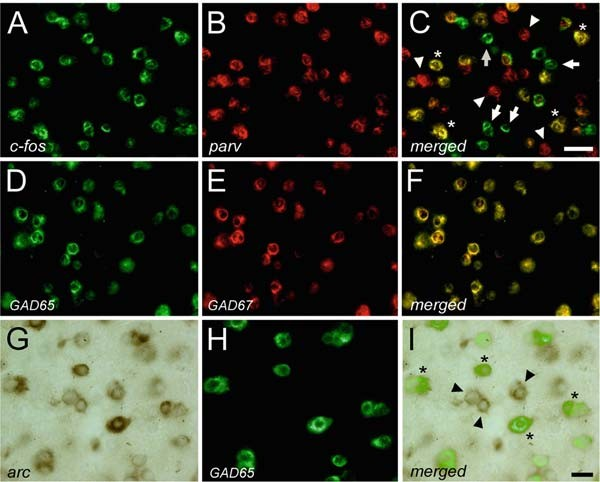 A
B
C
c-fos
parv
merged
D
E
F
GAD65
GAD67
merged
G
H
I
arc
GAD65
merged